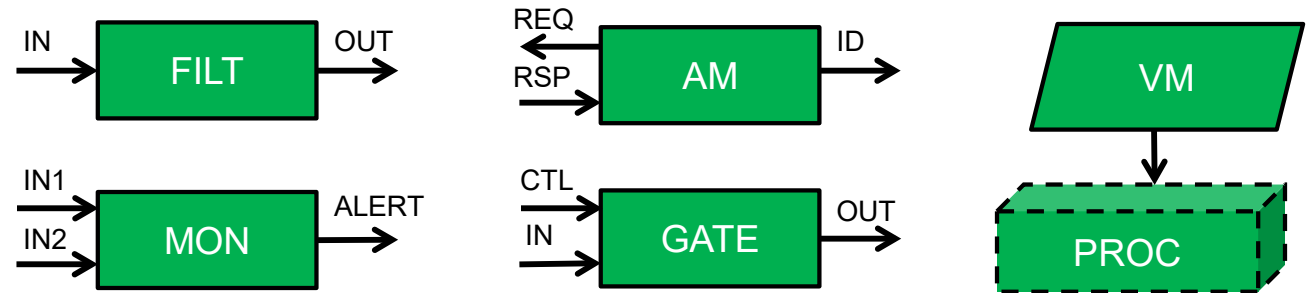 IN
FILT
OUT
REQ
RSP
AM
ID
VM
IN1
IN2
MON
ALERT
CTL
IN
GATE
OUT
PROC